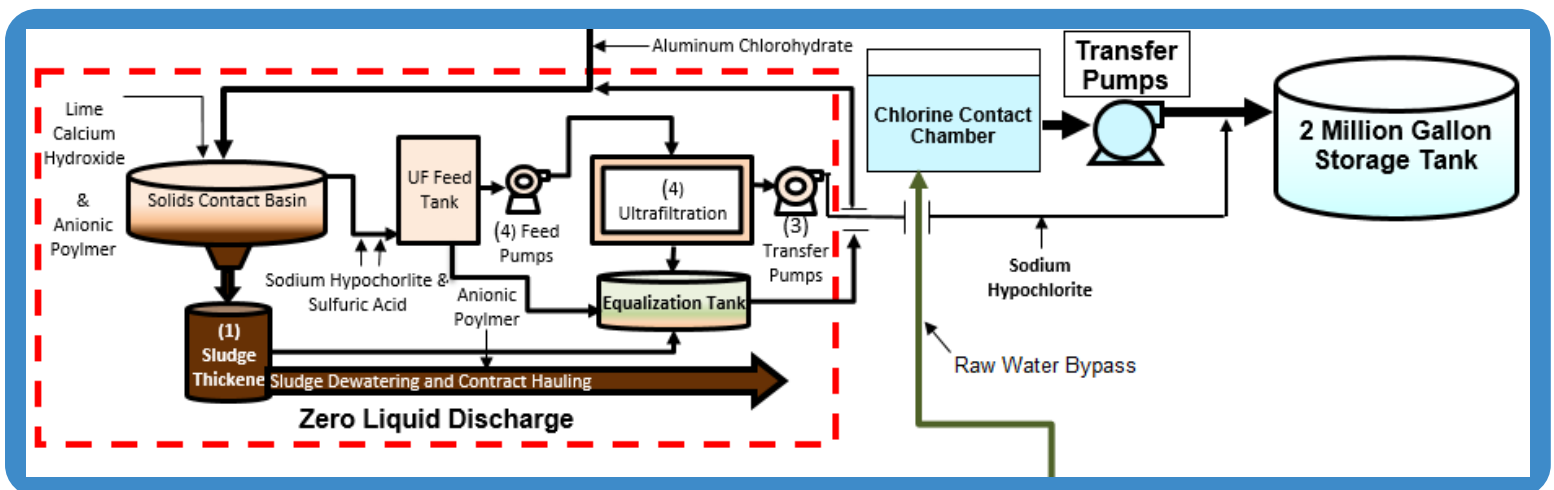 Aluminum Chlorohydrate
Lime
Calcium
Hydroxide
&
Anionic
Poylmer
Solids Contact Basin
UF Feed
Tank
(4) Feed
Pumps
(4)
Ultrafiltration
(3)
Transfer
Pumps
Sodium Hypochorlite &
Sulfuric Acid
Anionic
Poylmer
Equalization Tank
(1)
Sludge
Thickene
Sludge Dewatering and Contract Hauling
Zero Liquid Discharge
Chlorine Contact
Chamber
Transfer
Pumps
2 Million Gallon
Storage Tank
Sodium
Hypochlorite
Raw Water Bypass